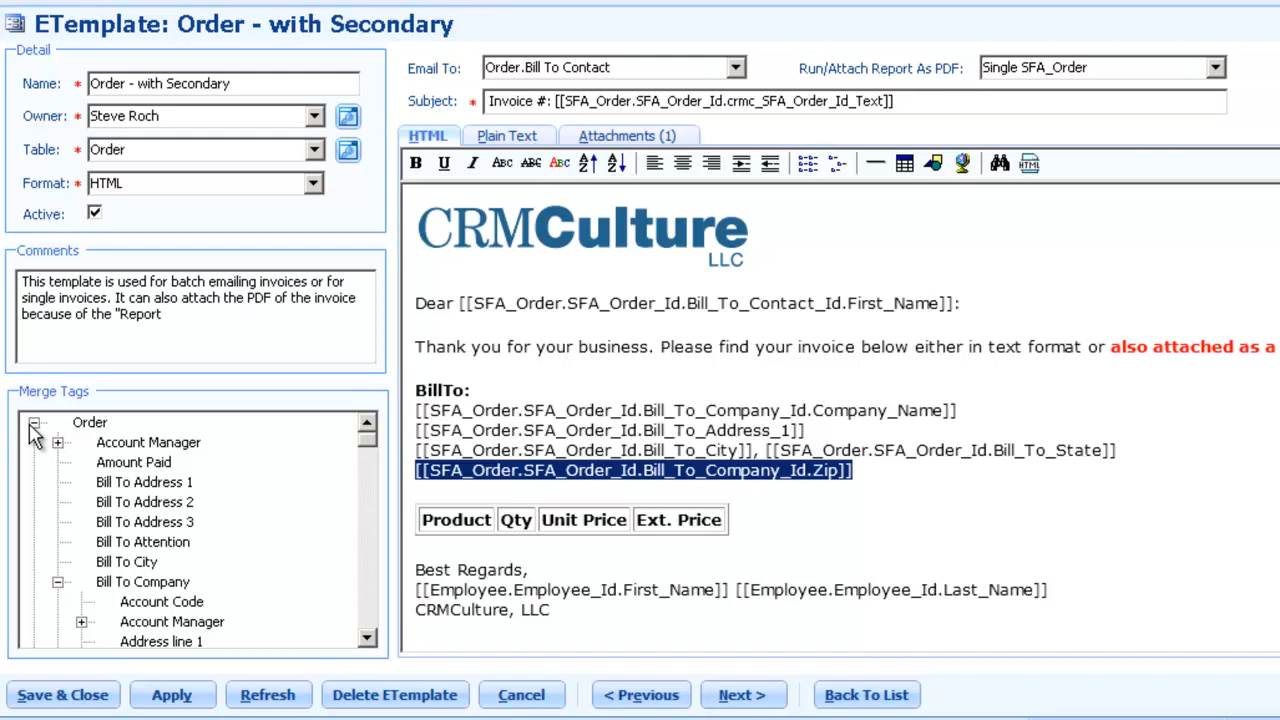 ETemplate: Order - with Secondary
Detail
Name: * Order - with Secondary
Owner: * Steve Roch
Table: * Order
Format: * HTML
Active:
Comments
This template is used for batch emailing invoices or for
single invoices. It can also attach the PDF of the invoice
because of the "Report
Merge Tags
Order
Account Manager
Amount Paid
Bill To Address 1
Bill To Address 2
Bill To Address 3
Bill To Attention
Bill To City
Bill To Company
Account Code
Account Manager
Address line 1
Email To: Order.Bill To Contact
Run/Attach Report As PDF: Single SFA_Order
Subject: * Invoice #: [[SFA_Order.SFA_Order_Id.crmc_SFA_Order_Id_Text]]
HTML Plain Text Attachments (1)
B U I ABC ABC ABC
CRMCulture
LLC
Dear [[SFA_Order.SFA_Order_Id.Bill_To_Contact_Id.First_Name]]:
Thank you for your business. Please find your invoice below either in text format or also attached as a
BillTo:
[[SFA_Order.SFA_Order_Id.Bill_To_Company_Id.Company_Name]]
[[SFA_Order.SFA_Order_Id.Bill_To_Address_1]]
[[SFA_Order.SFA_Order_Id.Bill_To_City]], [[SFA_Order.SFA_Order_Id.Bill_To_State]]
[[SFA_Order.SFA_Order_Id.Bill_To_Company_Id.Zip]]
Product Qty Unit Price Ext. Price
Best Regards,
[[Employee.Employee_Id.First_Name]] [[Employee.Employee_Id.Last_Name]]
CRMCulture, LLC
Save & Close Apply Refresh Delete ETemplate Cancel < Previous Next > Back To List